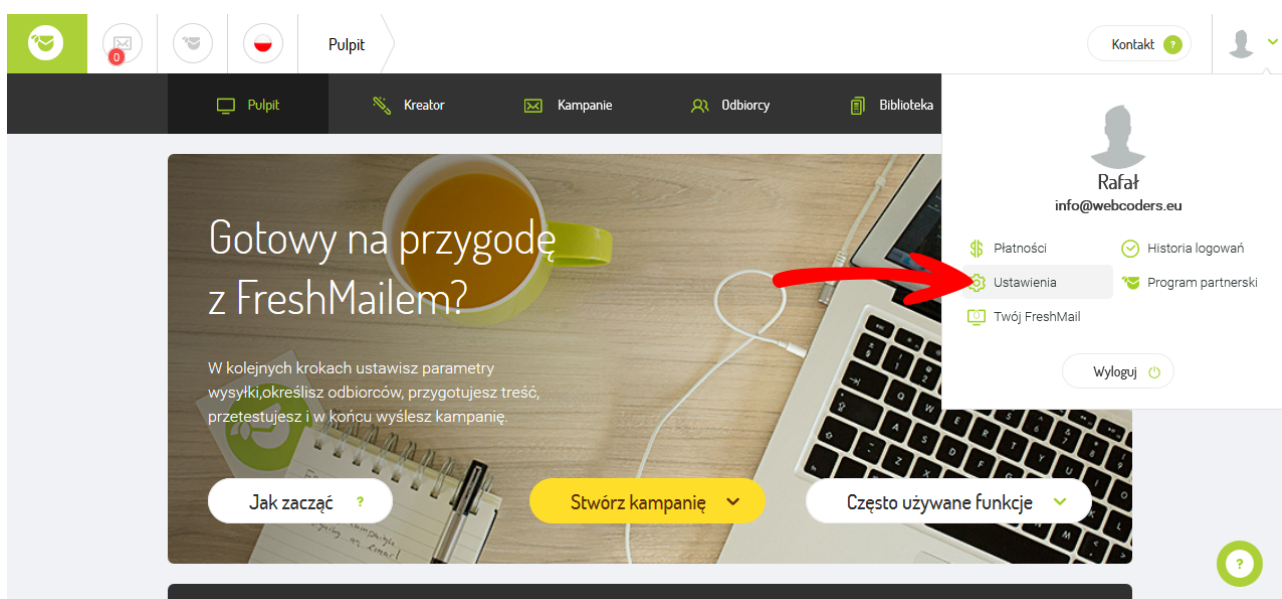 0
Pulpit
Kontakt ?
Pulpit
Kreator
Kampanie
Odbiorcy
Biblioteka
Rafał
info@webcoders.eu
Płatności
Historia logowań
Ustawienia
Program partnerski
Twój FreshMail
Wyloguj
Gotowy na przygodę
z FreshMailem?
W kolejnych krokach ustawisz parametry
wysyłki,określisz odbiorców, przygotujesz treść,
przetestujesz i w końcu wyślesz kampanię.
Jak zacząć ?
Stwórz kampanię
Często używane funkcje
?